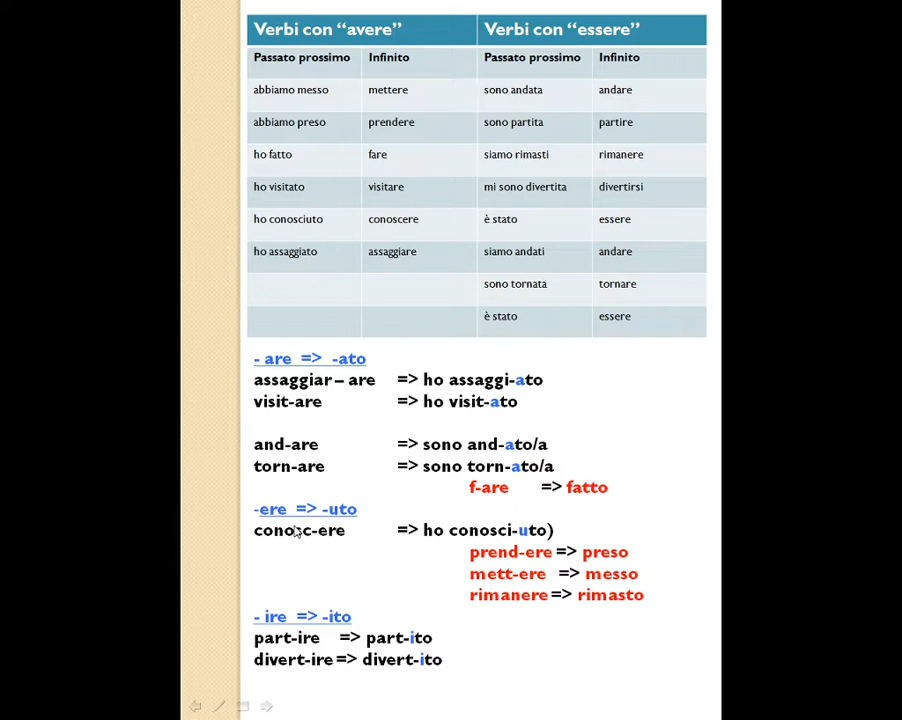 Verbi con “avere” Verbi con “essere”
Passato prossimo Infinito Passato prossimo Infinito
abbiamo messo mettere sono andata andare
abbiamo preso prendere sono partita partire
ho fatto fare siamo rimasti rimanere
ho visitato visitare mi sono divertita divertirsi
ho conosciuto conoscere è stato essere
ho assaggiato assaggiare siamo andati andare
sono tornata tornare
è stato essere
- are => -ato
assaggiar – are => ho assaggi-ato
visit-are => ho visit-ato
and-are => sono and-ato/a
torn-are => sono torn-ato/a
f-are => fatto
-ere => -uto
conosc-ere => ho conosci-uto)
prend-ere => preso
mett-ere => messo
rimanere => rimasto
- ire => -ito
part-ire => part-ito
divert-ire => divert-ito